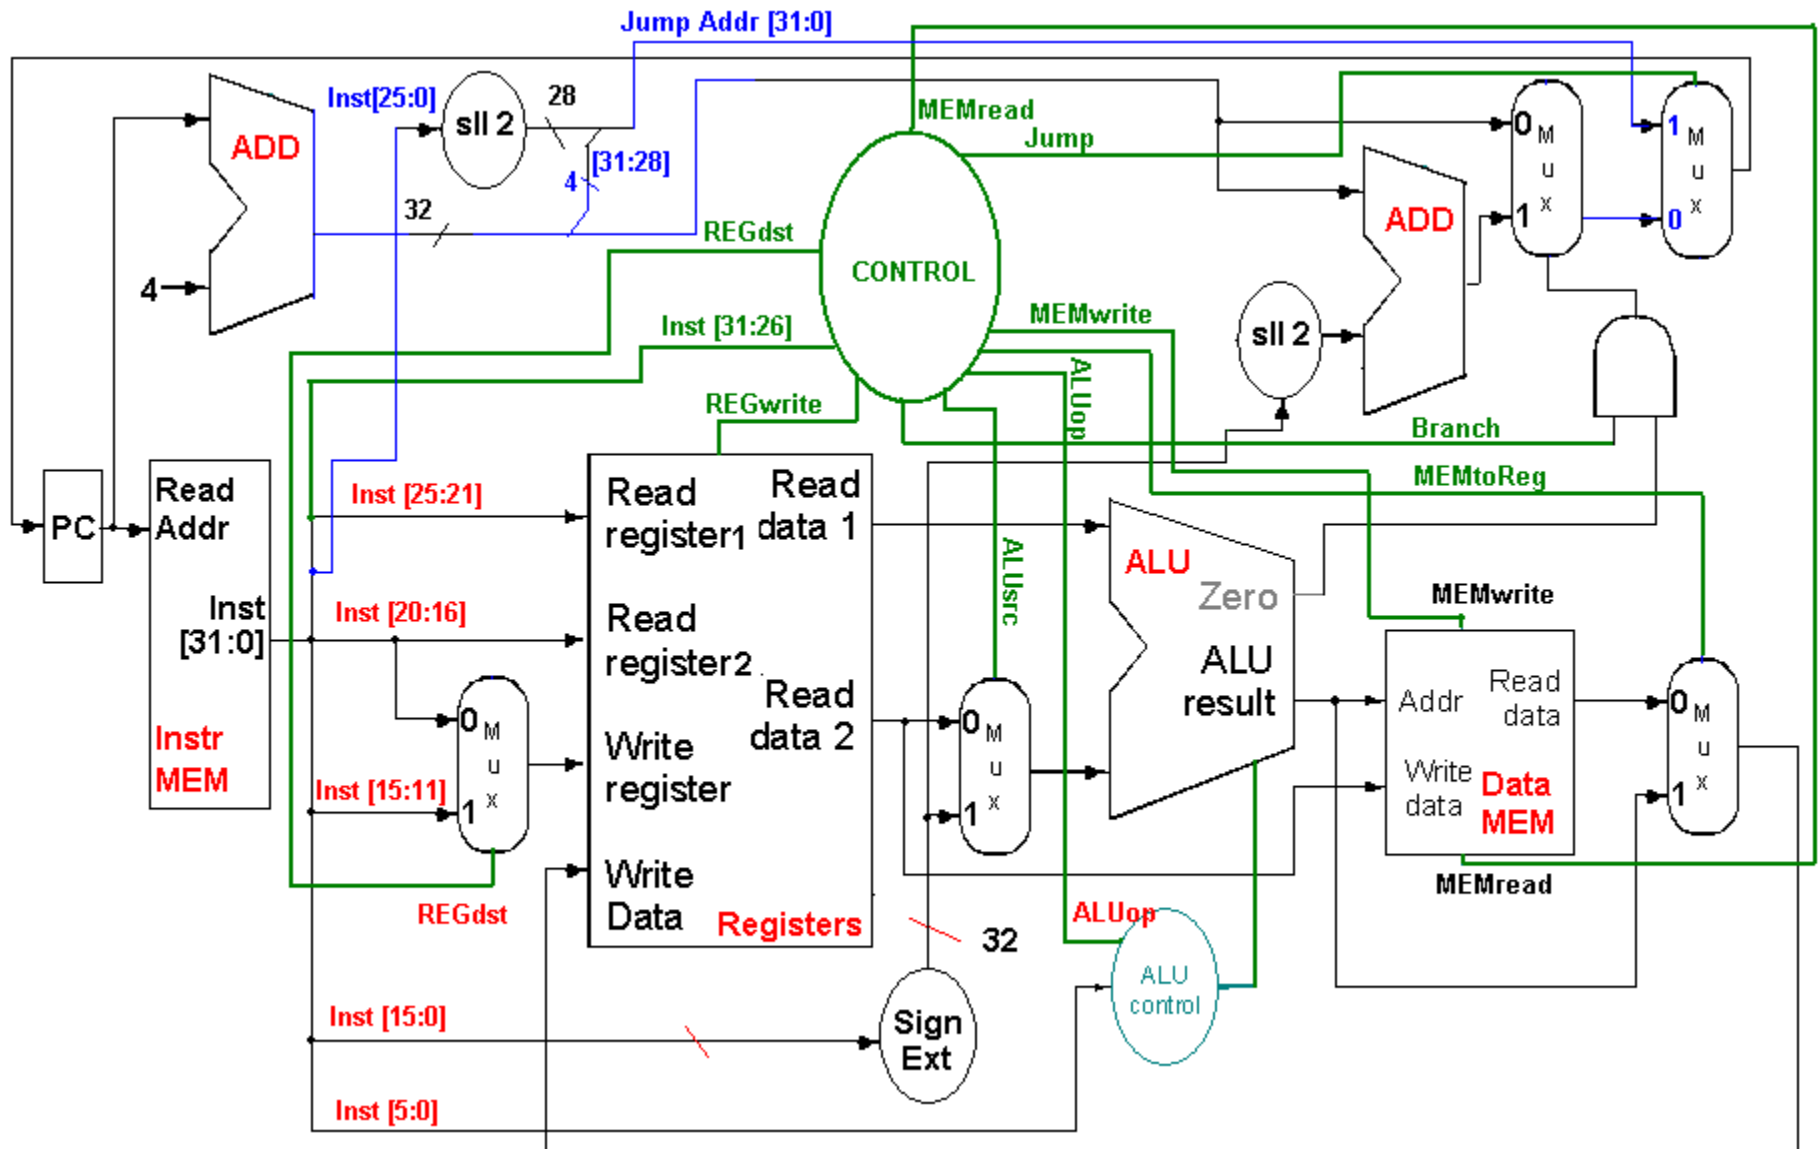 Jump Addr [31:0]
Inst[25:0]
28
sll 2
MEMread
0
M
u
x
1
1
M
u
x
0
ADD
[31:28]
4
Jump
32
REGdst
ADD
CONTROL
4
Inst [31:26]
MEMwrite
sll 2
ALUop
REGwrite
Branch
MEMtoReg
Read
Addr
PC
Inst [25:21]
Read
register1
Read
data 1
ALUsrc
ALU
Zero
MEMwrite
Inst
[31:0]
Inst [20:16]
Read
register2
Read
data 2
ALU
result
Addr
Read
data
0
M
u
x
1
Instr
MEM
0
M
u
x
1
Inst [15:11]
Write
register
0
M
u
x
1
Write
data
Data
MEM
MEMread
REGdst
Write
Data
Registers
32
ALUop
ALU
control
Inst [15:0]
Sign
Ext
Inst [5:0]